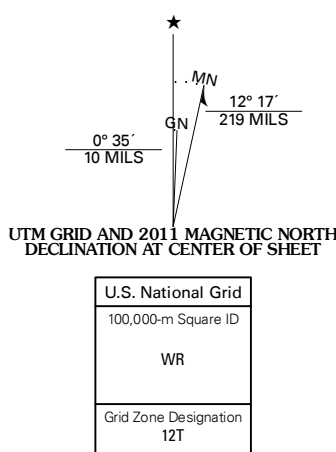 ★
MN
12° 17´
219 MILS
GN
0° 35´
10 MILS
UTM GRID AND 2011 MAGNETIC NORTH
DECLINATION AT CENTER OF SHEET
U.S. National Grid
100,000-m Square ID
WR
Grid Zone Designation
12T